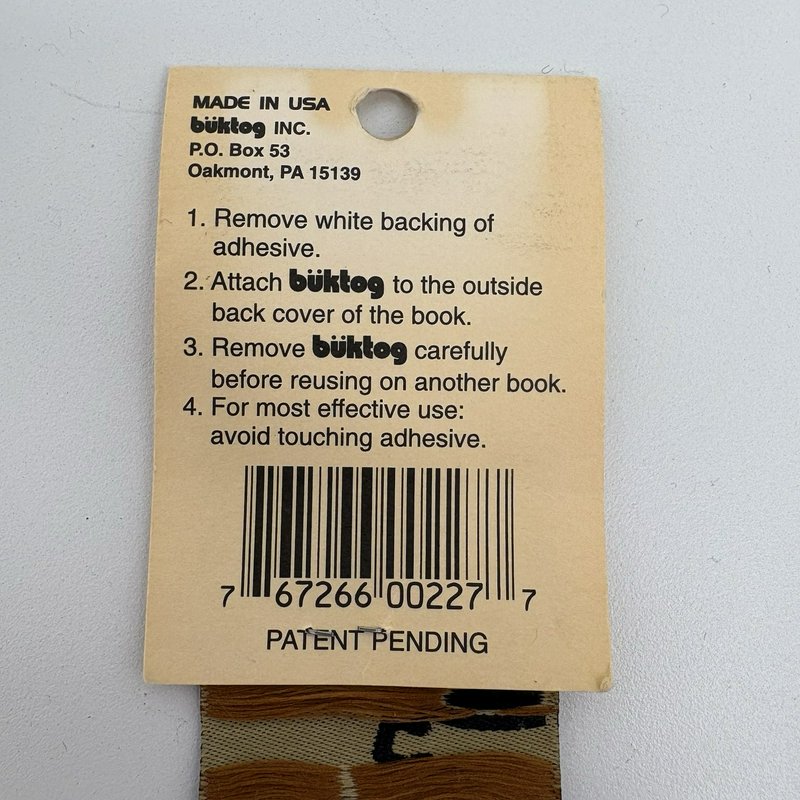 MADE IN USA
büktog INC.
P.O. Box 53
Oakmont, PA 15139
1. Remove white backing of
adhesive.
2. Attach büktog to the outside
back cover of the book.
3. Remove büktog carefully
before reusing on another book.
4. For most effective use:
avoid touching adhesive.
7 67266 00227 7
PATENT PENDING